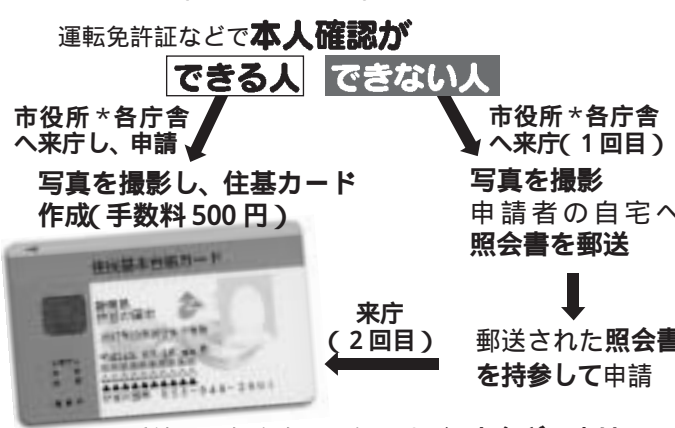 運転免許証などで本人確認が
できる人 できない人
市役所*各庁舎
へ来庁し、申請
写真を撮影し、住基カード
作成(手数料500円)
市役所*各庁舎
へ来庁(1回目)
写真を撮影
申請者の自宅へ
照会書を郵送
郵送された照会書
を持参して申請
来庁
(2回目)
住民基本台帳カード